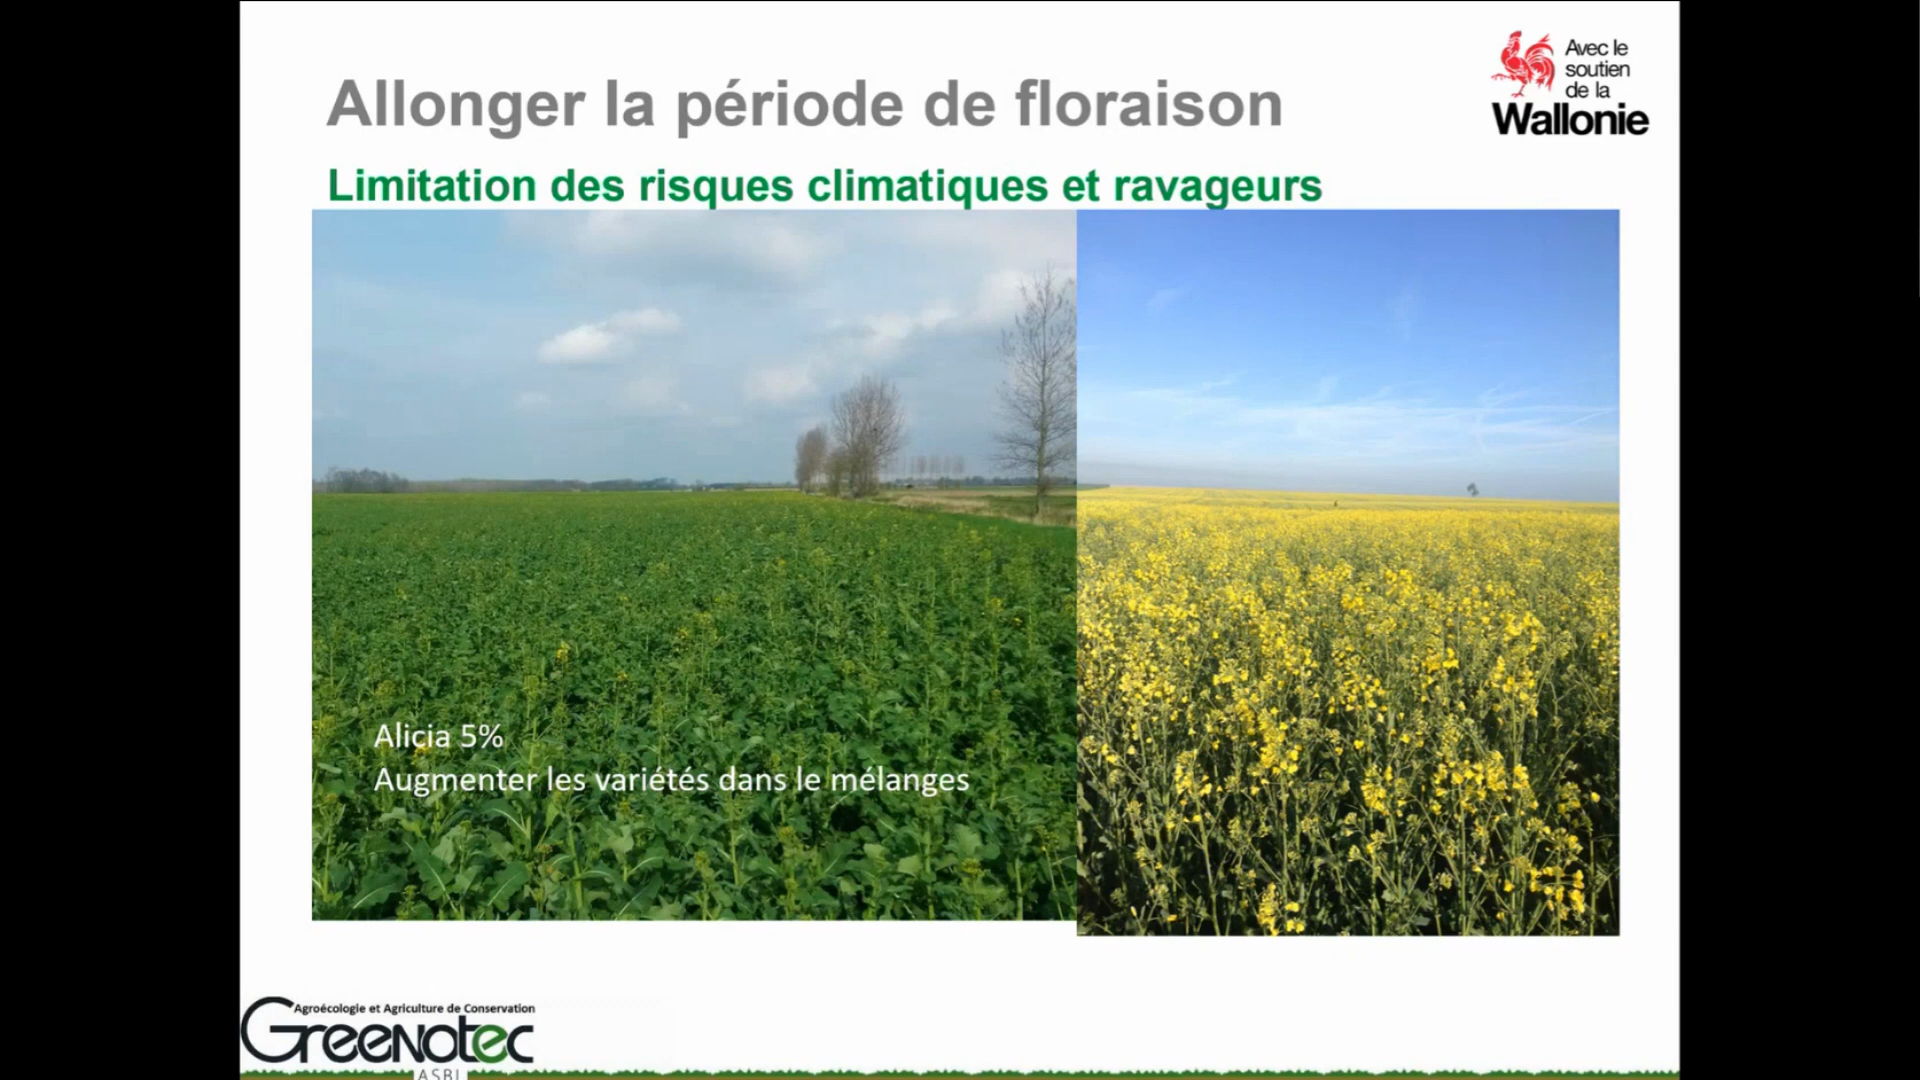 Allonger la période de floraison
Avec le
soutien
de la
Wallonie
Limitation des risques climatiques et ravageurs
Alicia 5%
Augmenter les variétés dans le mélanges
Agroécologie et Agriculture de Conservation
Greenotec
ASBL